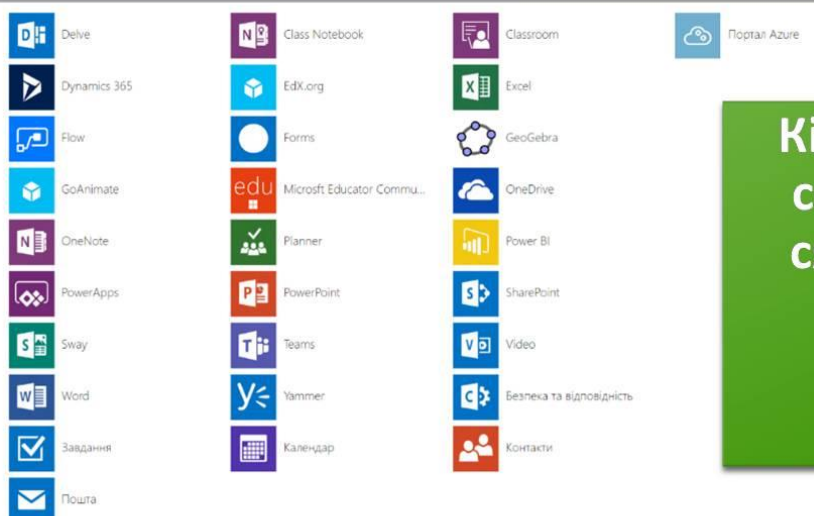 Delve
Class Notebook
Classroom
Портал Azure
Dynamics 365
EdX.org
Excel
Flow
Forms
GeoGebra
GoAnimate
edu
Microsft Educator Commu...
OneDrive
OneNote
Planner
Power BI
PowerApps
PowerPoint
SharePoint
Sway
Teams
Video
Word
Yammer
Безпека та відповідність
Завдання
Календар
Контакти
Пошта